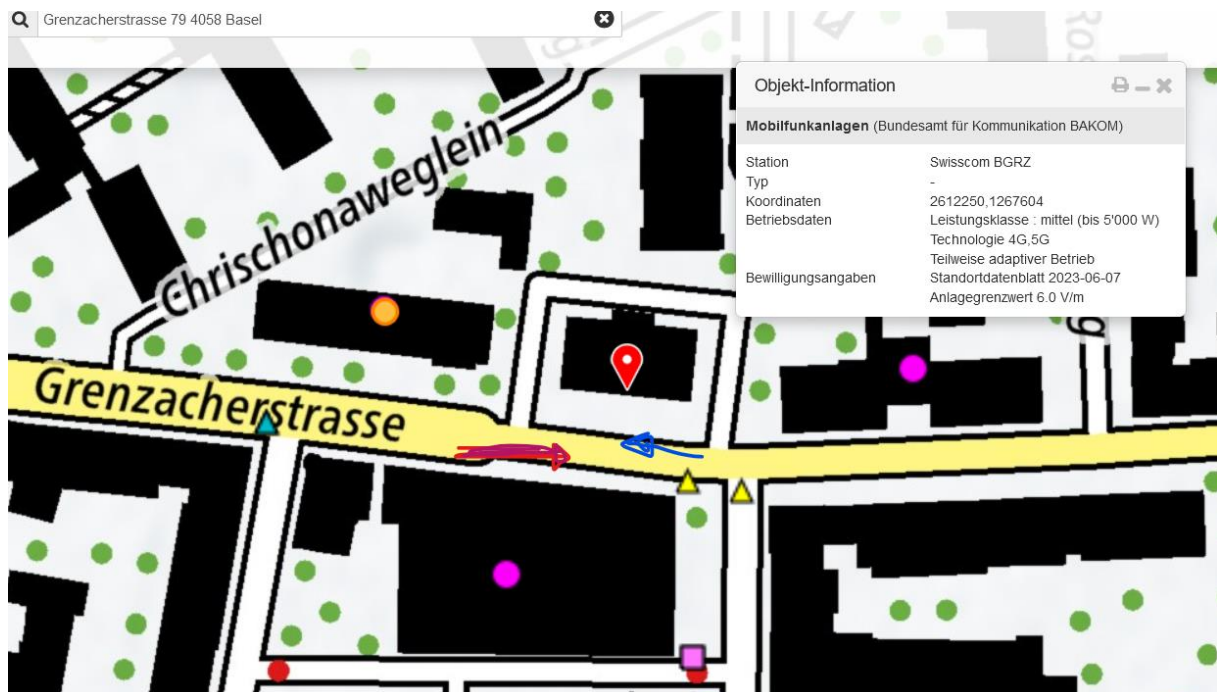 Grenzacherstrasse 79 4058 Basel
Objekt-Information
Mobilfunkanlagen (Bundesamt für Kommunikation BAKOM)
Station Swisscom BGRZ
Typ -
Koordinaten 2612250,1267604
Betriebsdaten Leistungsklasse : mittel (bis 5'000 W)
Technologie 4G,5G
Teilweise adaptiver Betrieb
Bewilligungsangaben Standortdatenblatt 2023-06-07
Anlagegrenzwert 6.0 V/m
Chrischonaweglein
Grenzacherstrasse